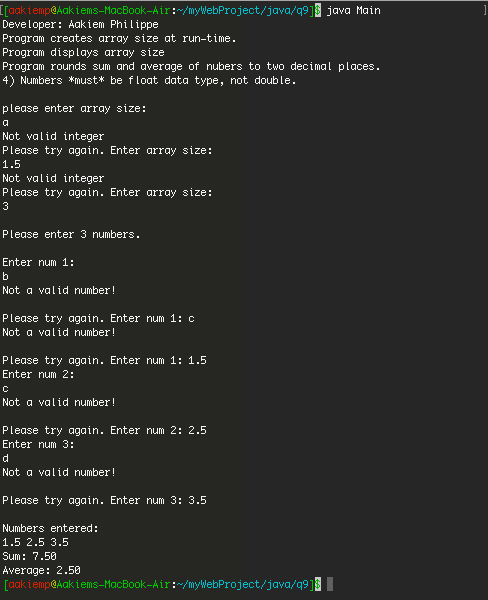 [aakiemp@Aakiems-MacBook-Air:~/myWebProject/java/q9]$ java Main
Developer: Aakiem Philippe
Program creates array size at run-time.
Program displays array size
Program rounds sum and average of nubers to two decimal places.
4) Numbers *must* be float data type, not double.
please enter array size:
a
Not valid integer
Please try again. Enter array size:
1.5
Not valid integer
Please try again. Enter array size:
3
Please enter 3 numbers.
Enter num 1:
b
Not a valid number!
Please try again. Enter num 1: c
Not a valid number!
Please try again. Enter num 1: 1.5
Enter num 2:
c
Not a valid number!
Please try again. Enter num 2: 2.5
Enter num 3:
d
Not a valid number!
Please try again. Enter num 3: 3.5
Numbers entered:
1.5 2.5 3.5
Sum: 7.50
Average: 2.50
[aakiemp@Aakiems-MacBook-Air:~/myWebProject/java/q9]$